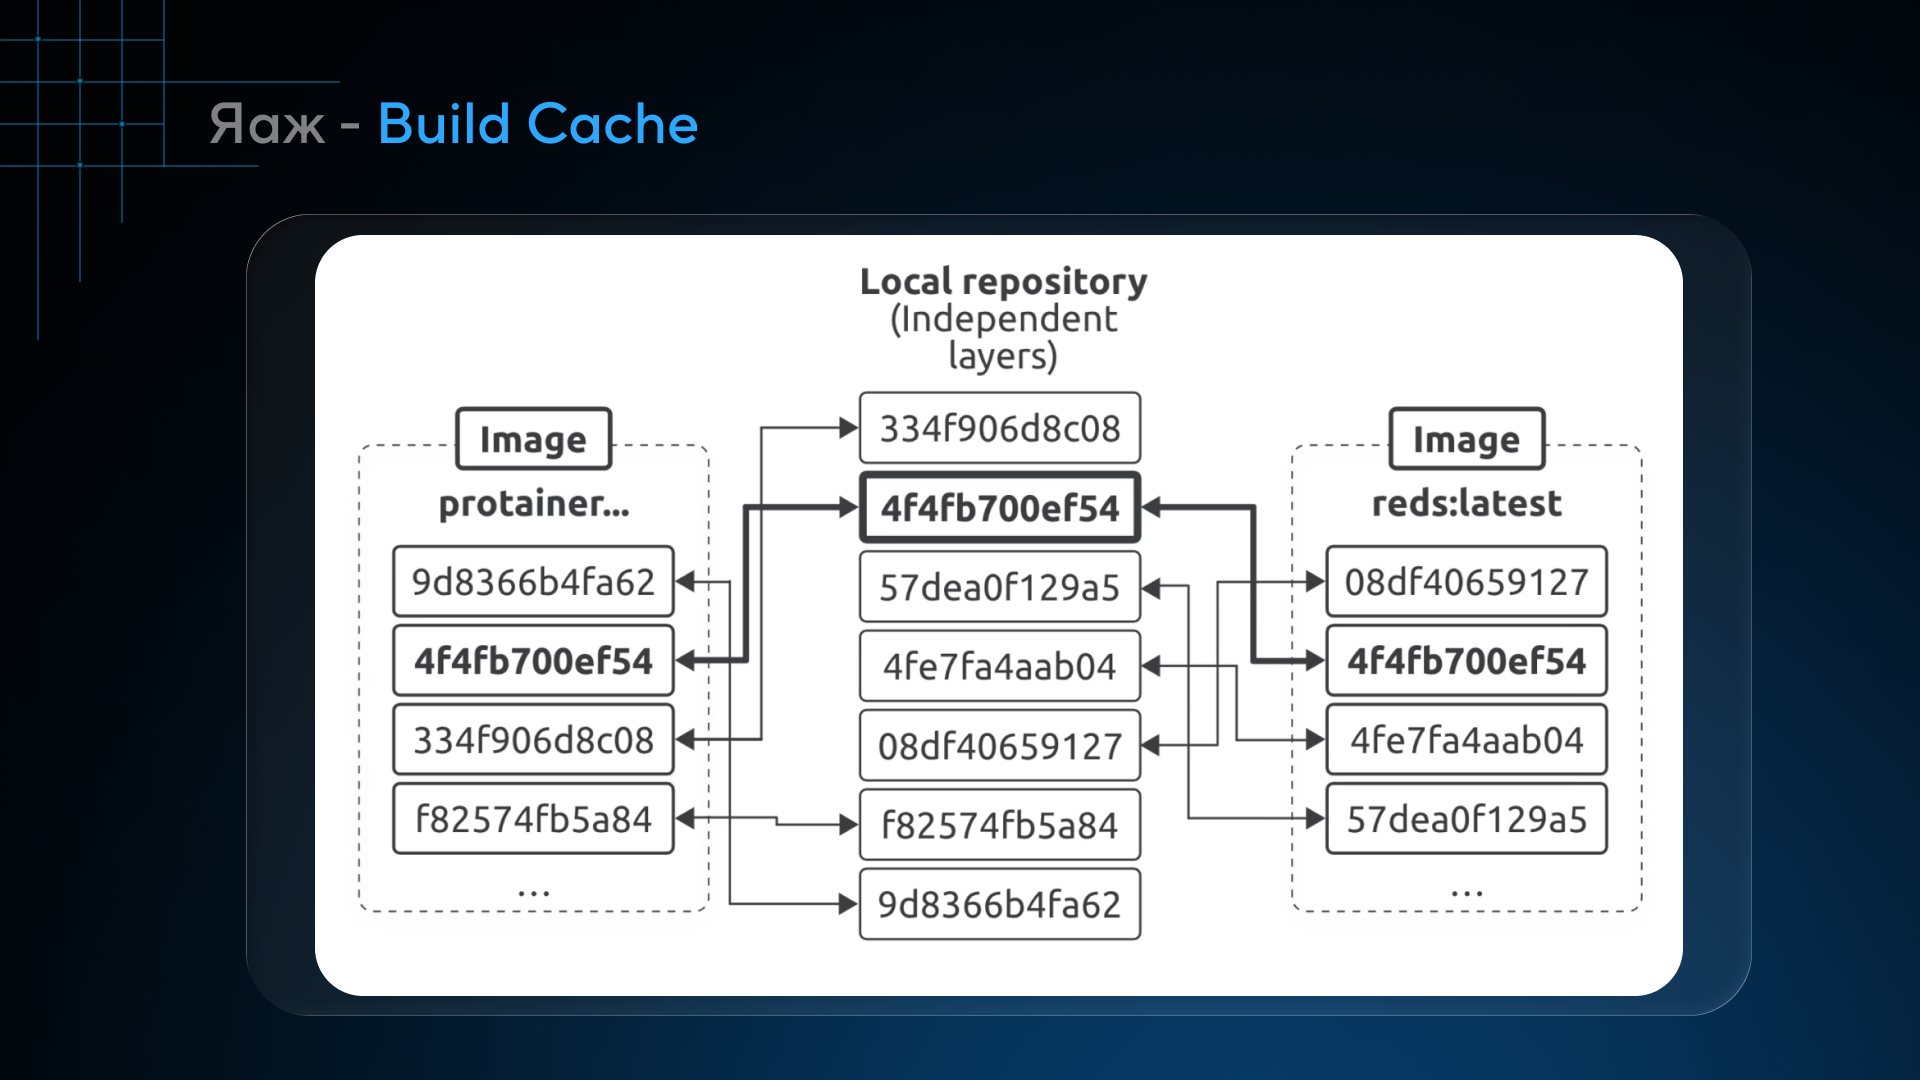 Яаж - Build Cache
Local repository
(Independent
layers)
Image
protainer...
9d8366b4fa62
4f4fb700ef54
334f906d8c08
f82574fb5a84
...
334f906d8c08
4f4fb700ef54
57dea0f129a5
4fe7fa4aab04
08df40659127
f82574fb5a84
9d8366b4fa62
Image
reds:latest
08df40659127
4f4fb700ef54
4fe7fa4aab04
57dea0f129a5
...